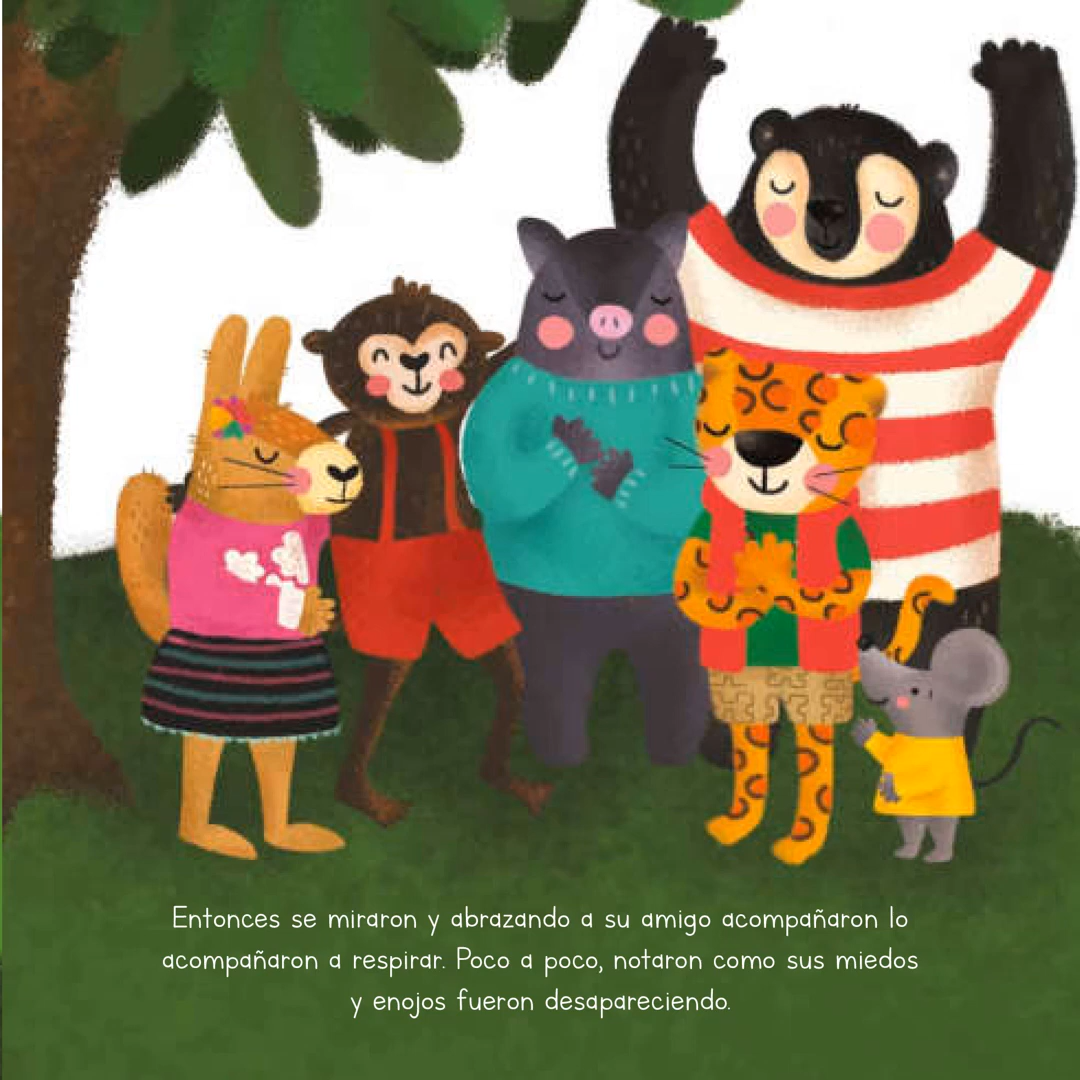 Entonces se miraron y abrazando a su amigo acompañaron lo
acompañaron a respirar. Poco a poco, notaron como sus miedos
y enojos fueron desapareciendo.